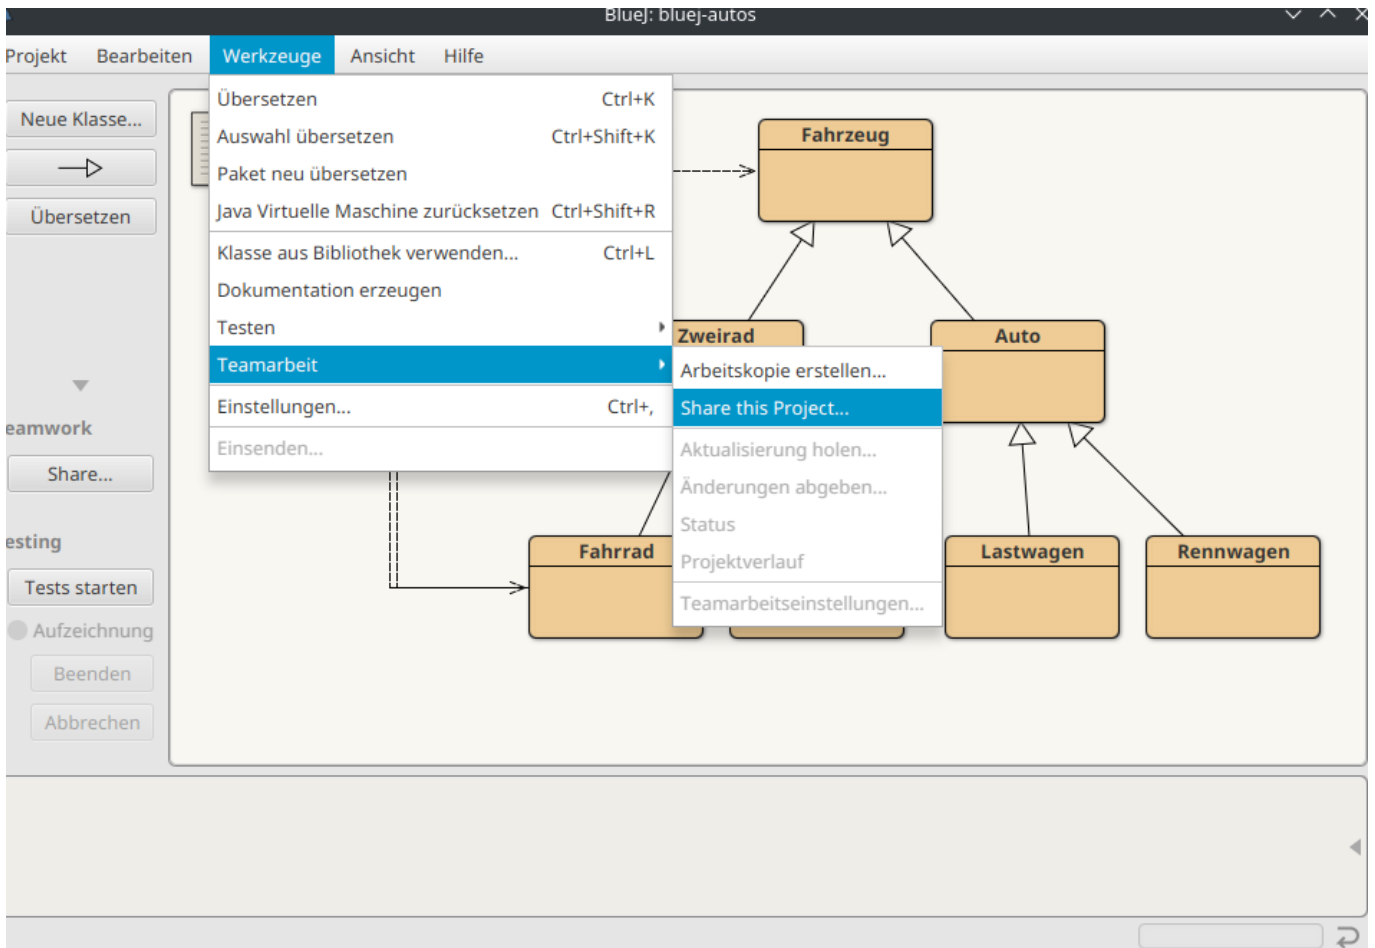 BlueJ: bluej-autos
Projekt Bearbeiten Werkzeuge Ansicht Hilfe
Neue Klasse...
Übersetzen
eamwork
Share...
esting
Tests starten
Aufzeichnung
Beenden
Abbrechen
Übersetzen Ctrl+K
Auswahl übersetzen Ctrl+Shift+K
Paket neu übersetzen
Java Virtuelle Maschine zurücksetzen Ctrl+Shift+R
Klasse aus Bibliothek verwenden... Ctrl+L
Dokumentation erzeugen
Testen
Teamarbeit
Einstellungen... Ctrl+,
Einsenden...
Arbeitskopie erstellen...
Share this Project...
Aktualisierung holen...
Änderungen abgeben...
Status
Projektverlauf
Teamarbeitseinstellungen...
Fahrzeug
Zweirad
Auto
Fahrrad
Lastwagen
Rennwagen